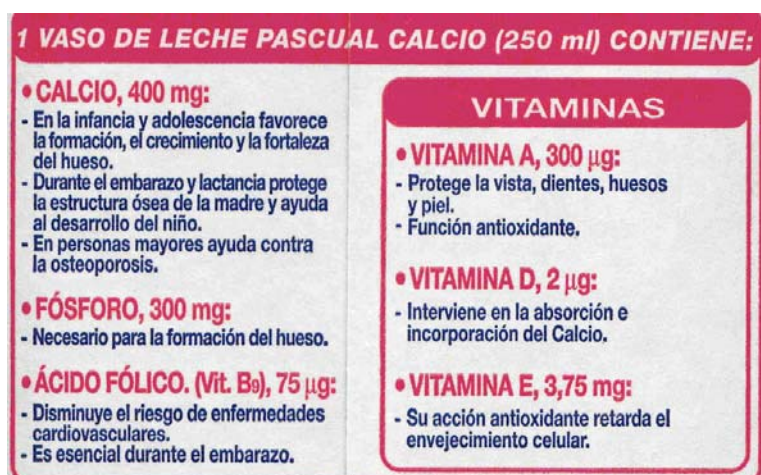 1 VASO DE LECHE PASCUAL CALCIO (250 ml) CONTIENE:
• CALCIO, 400 mg:
- En la infancia y adolescencia favorece
la formación, el crecimiento y la fortaleza
del hueso.
- Durante el embarazo y lactancia protege
la estructura ósea de la madre y ayuda
al desarrollo del niño.
- En personas mayores ayuda contra
la osteoporosis.
• FÓSFORO, 300 mg:
- Necesario para la formación del hueso.
• ÁCIDO FÓLICO. (Vit. B9), 75 µg:
- Disminuye el riesgo de enfermedades
cardiovasculares.
- Es esencial durante el embarazo.
VITAMINAS
• VITAMINA A, 300 µg:
- Protege la vista, dientes, huesos
y piel.
- Función antioxidante.
• VITAMINA D, 2 µg:
- Interviene en la absorción e
incorporación del Calcio.
• VITAMINA E, 3,75 mg:
- Su acción antioxidante retarda el
envejecimiento celular.